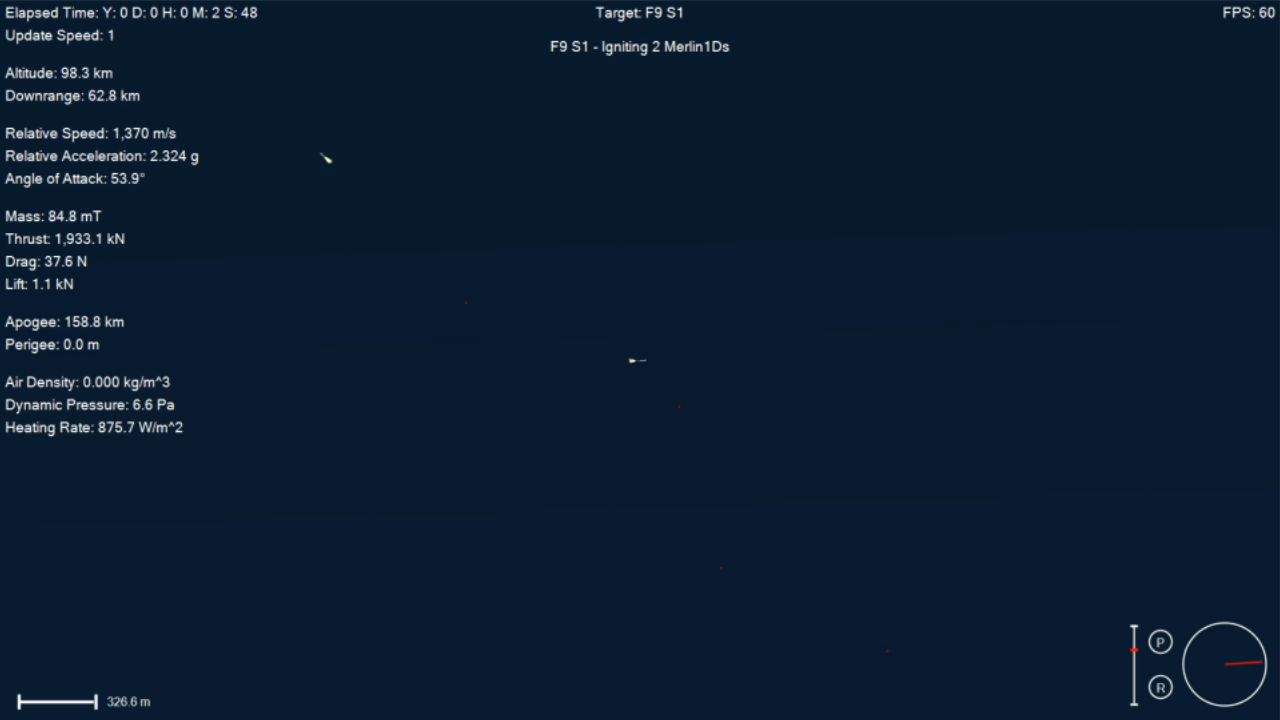 Elapsed Time: Y: 0 D: 0 H: 0 M: 2 S: 48
Target: F9 S1
FPS: 60
Update Speed: 1
F9 S1 - Igniting 2 Merlin1Ds
Altitude: 98.3 km
Downrange: 62.8 km
Relative Speed: 1,370 m/s
Relative Acceleration: 2.324 g
Angle of Attack: 53.9°
Mass: 84.8 mT
Thrust: 1,933.1 kN
Drag: 37.6 N
Lift: 1.1 kN
Apogee: 158.8 km
Perigee: 0.0 m
Air Density: 0.000 kg/m^3
Dynamic Pressure: 6.6 Pa
Heating Rate: 875.7 W/m^2
P
R
326.6 m